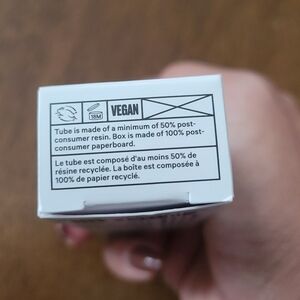 18M
VEGAN
Tube is made of a minimum of 50% post-
consumer resin. Box is made of 100% post-
consumer paperboard.
Le tube est composé d'au moins 50% de
résine recyclée. La boîte est composée à
100% de papier recyclé.